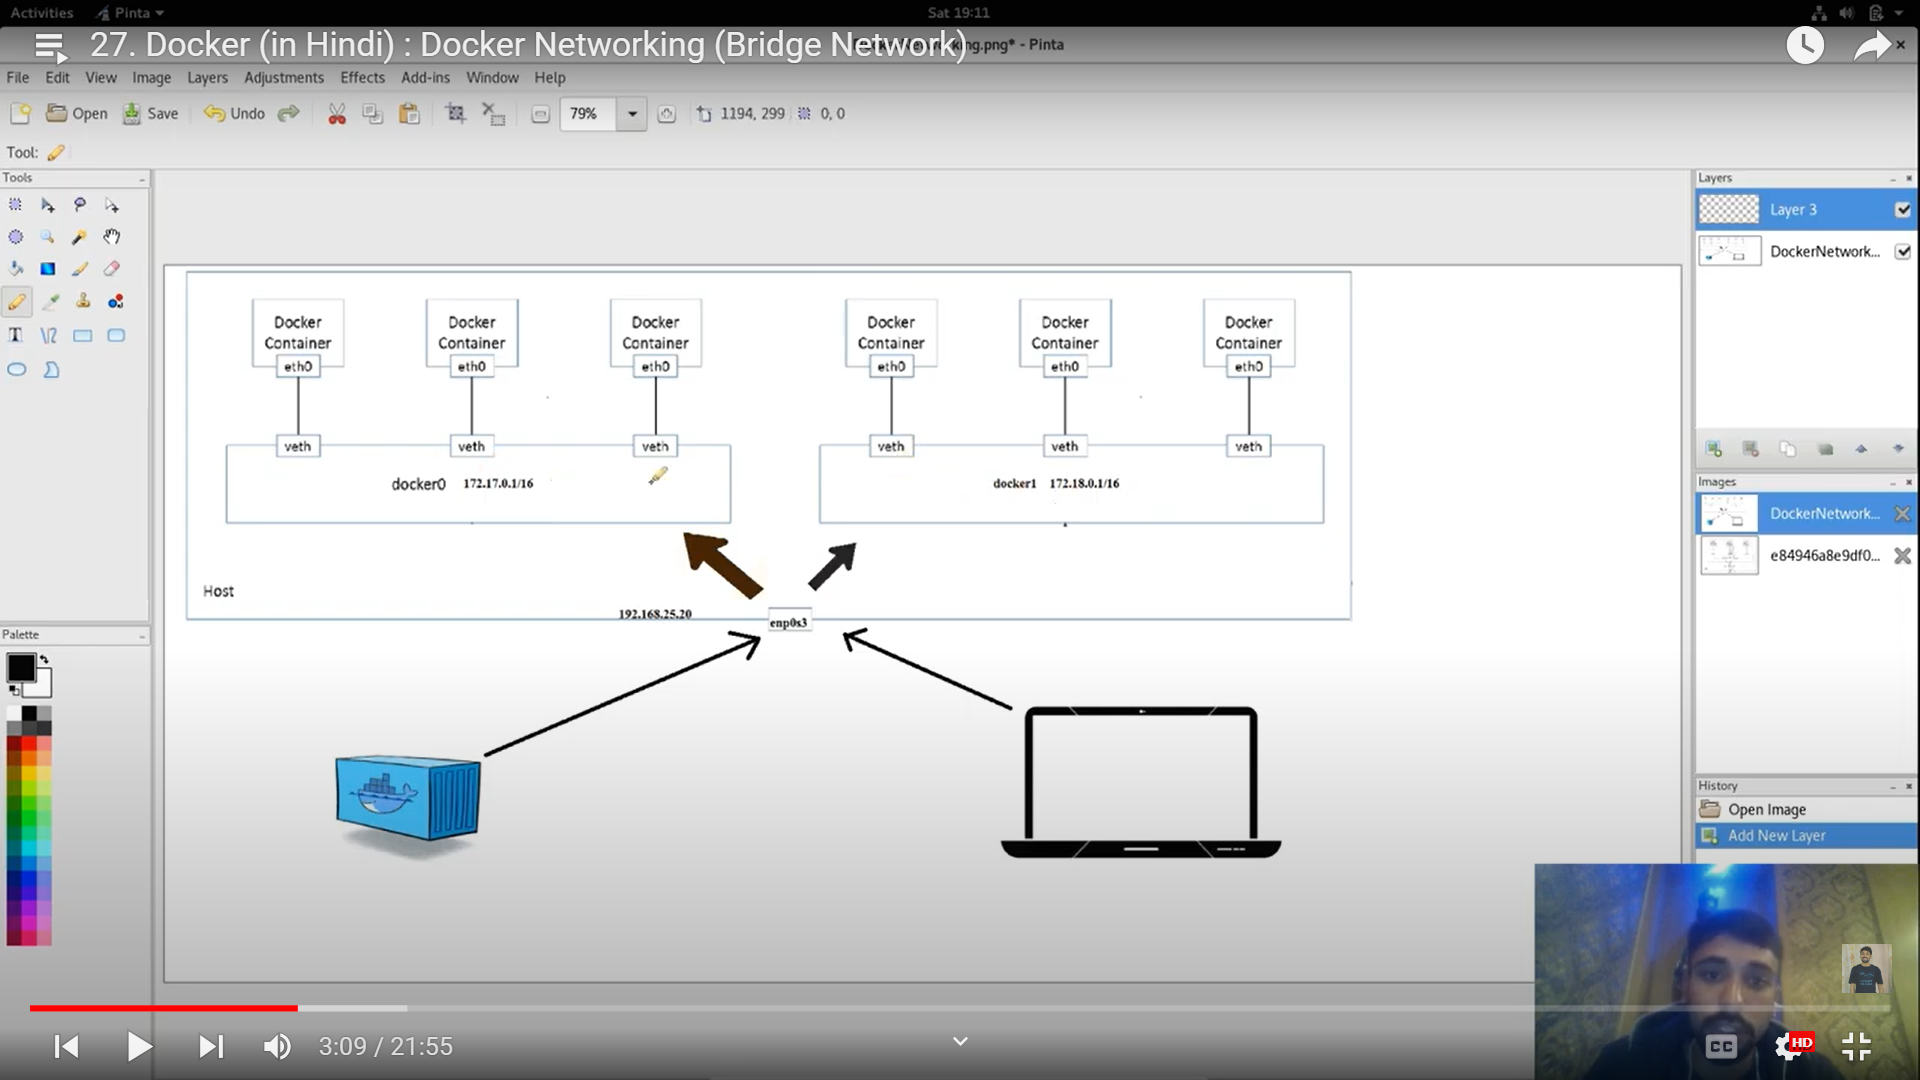 Activities Pinta Sat 19:11
27. Docker (in Hindi) : Docker Networking (Bridge Network)
ng.png* - Pinta
File Edit View Image Layers Adjustments Effects Add-ins Window Help
Open Save Undo 79% 1194, 299 0, 0
Tool:
Tools
Layers
Layer 3
DockerNetwork...
Docker Container
eth0
Docker Container
eth0
Docker Container
eth0
Docker Container
eth0
Docker Container
eth0
Docker Container
eth0
veth veth veth veth veth veth
docker0 172.17.0.1/16
docker1 172.18.0.1/16
Host
192.168.25.20
enp0s3
Images
DockerNetwork...
e84946a8e9df0...
Palette
History
Open Image
Add New Layer
3:09 / 21:55
CC
HD